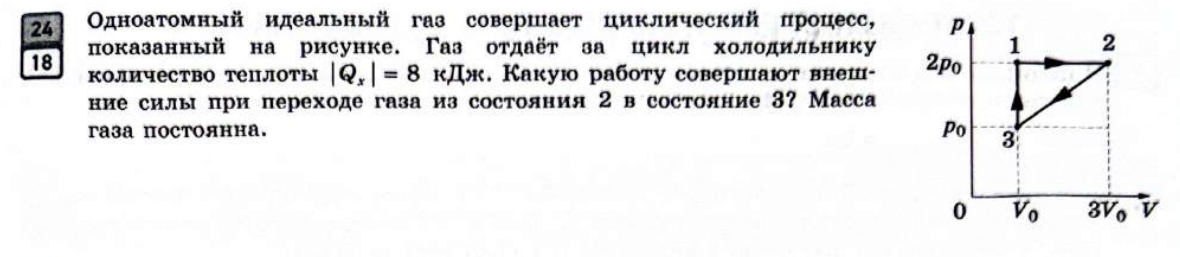 24
18
Одноатомный идеальный газ совершает циклический процесс,
показанный на рисунке. Газ отдаёт за цикл холодильнику
количество теплоты |Qₓ| = 8 кДж. Какую работу совершают внеш-
ние силы при переходе газа из состояния 2 в состояние 3? Масса
газа постоянна.
p
1 2
2p₀
p₀
3
0 V₀ 3V₀ V